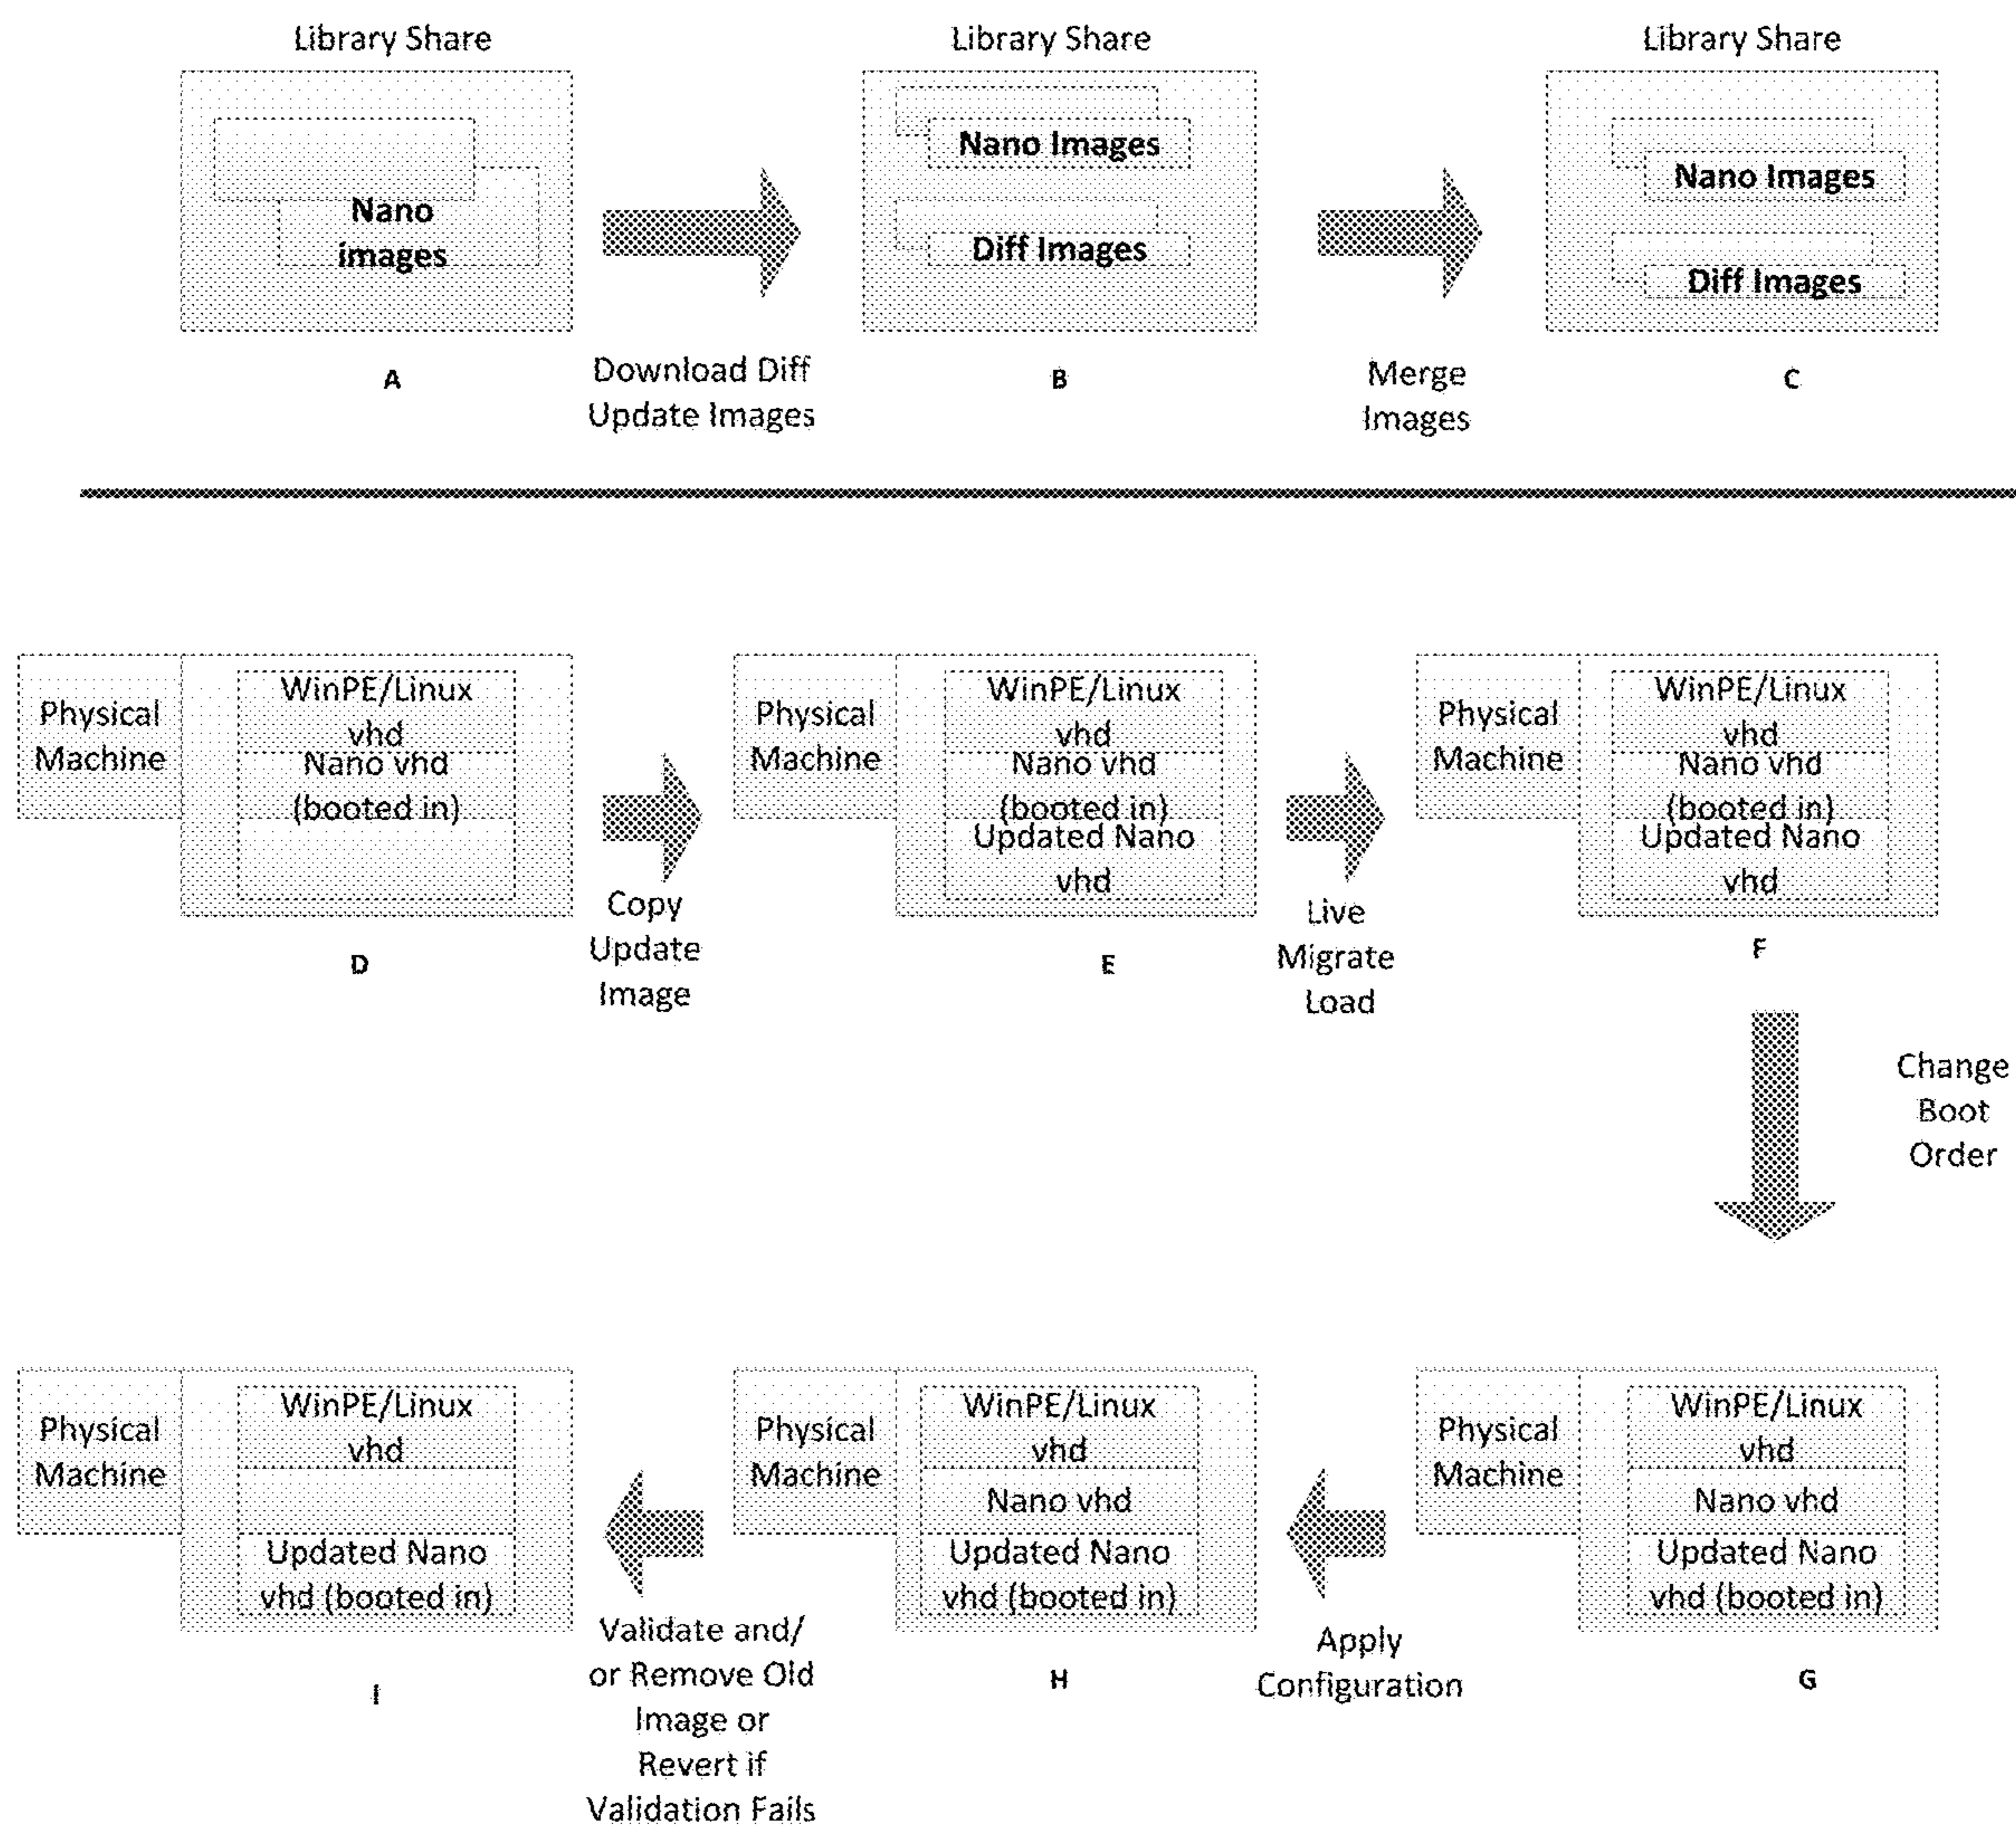 Library Share
Library Share
Library Share
Nano
images
Nano Images
Diff Images
Nano Images
Diff Images
A
Download Diff
Update Images
B
Merge
Images
C
Physical
Machine
WinPE/Linux
vhd
Nano vhd
(booted in)
D
Copy
Update
Image
Physical
Machine
WinPE/Linux
vhd
Nano vhd
(booted in)
Updated Nano
vhd
E
Live
Migrate
Load
Physical
Machine
WinPE/Linux
vhd
Nano vhd
(booted in)
Updated Nano
vhd
F
Change
Boot
Order
Physical
Machine
WinPE/Linux
vhd
Nano vhd
Updated Nano
vhd (booted in)
G
Apply
Configuration
Physical
Machine
WinPE/Linux
vhd
Nano vhd
Updated Nano
vhd (booted in)
H
Validate and/
or Remove Old
Image or
Revert if
Validation Fails
Physical
Machine
WinPE/Linux
vhd
Updated Nano
vhd (booted in)
I